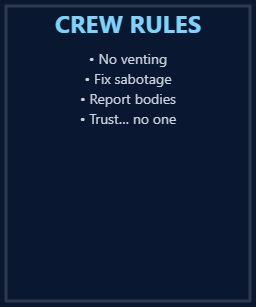 CREW RULES
• No venting
• Fix sabotage
• Report bodies
• Trust... no one